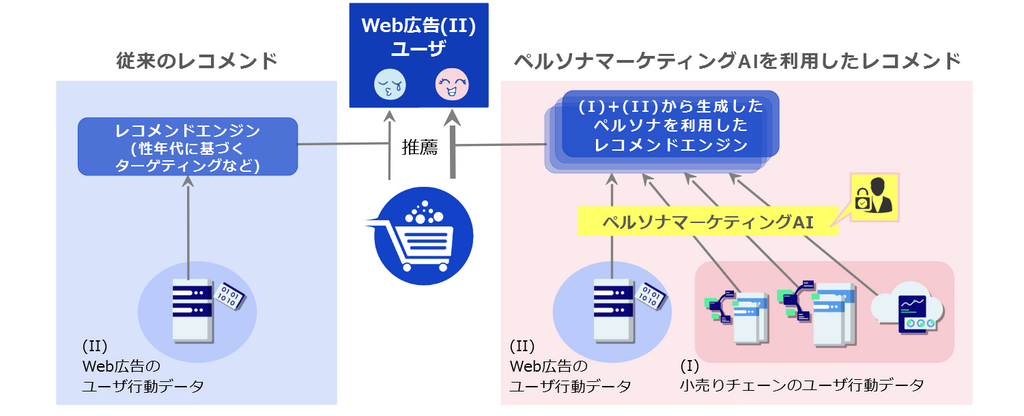 Web広告(II)
ユーザ
従来のレコメンド
ペルソナマーケティングAIを利用したレコメンド
レコメンドエンジン
(性年代に基づく
ターゲティングなど)
推薦
(I)+(II)から生成した
ペルソナを利用した
レコメンドエンジン
ペルソナマーケティングAI
01 01
10 10
(II)
Web広告の
ユーザ行動データ
01 01
10 10
(II)
Web広告の
ユーザ行動データ
(I)
小売りチェーンのユーザ行動データ